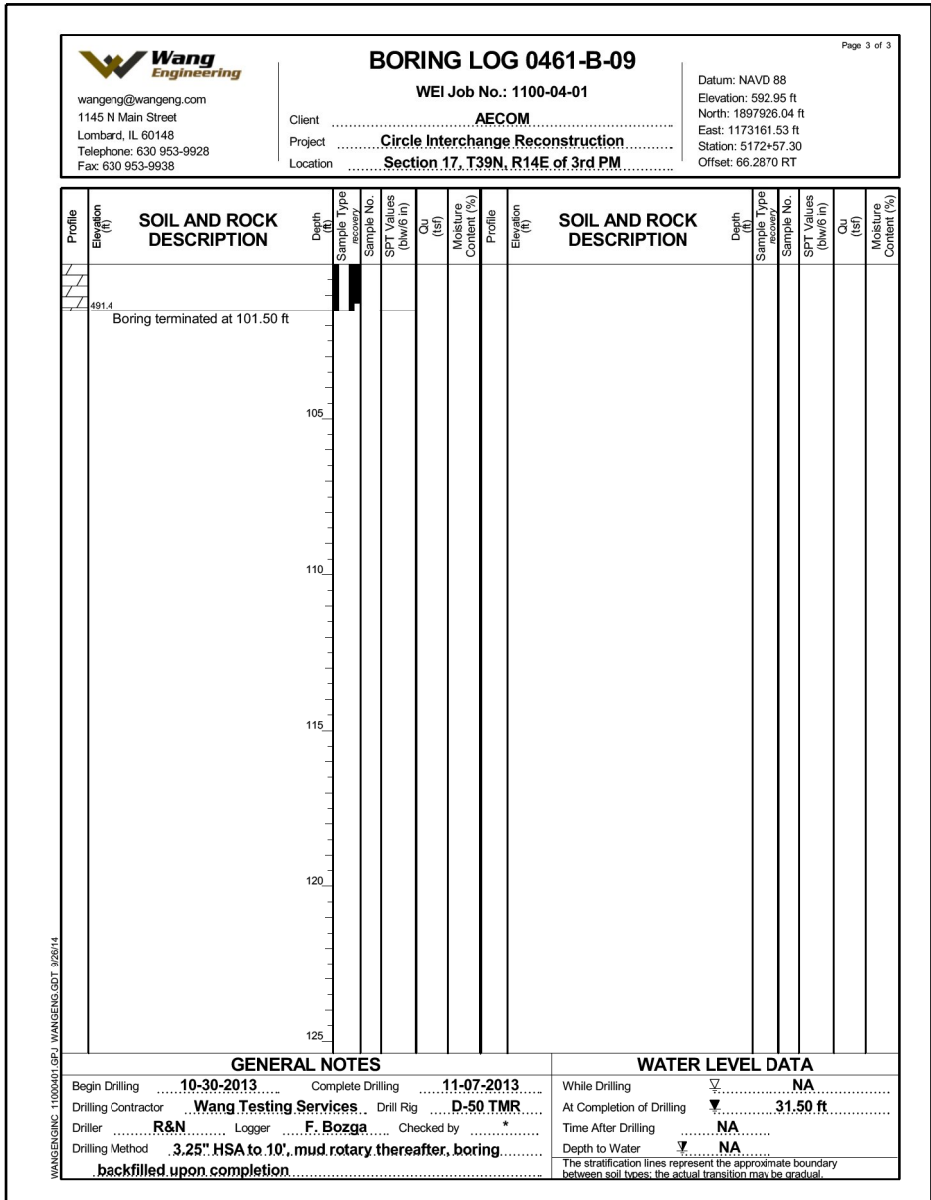 Page 3 of 3
Wang
Engineering
wangeng@wangeng.com
1145 N Main Street
Lombard, IL 60148
Telephone: 630 953-9928
Fax: 630 953-9938
BORING LOG 0461-B-09
WEI Job No.: 1100-04-01
Client AECOM
Project Circle Interchange Reconstruction
Location Section 17, T39N, R14E of 3rd PM
Datum: NAVD 88
Elevation: 592.95 ft
North: 1897926.04 ft
East: 1173161.53 ft
Station: 5172+57.30
Offset: 66.2870 RT
Profile
Elevation
(ft)
SOIL AND ROCK
DESCRIPTION
Depth
(ft)
Sample Type
recovery
Sample No.
SPT Values
(blw/6 in)
Qu
(tsf)
Moisture
Content (%)
Profile
Elevation
(ft)
SOIL AND ROCK
DESCRIPTION
Depth
(ft)
Sample Type
recovery
Sample No.
SPT Values
(blw/6 in)
Qu
(tsf)
Moisture
Content (%)
491.4
Boring terminated at 101.50 ft
105
110
115
120
125
WANGENGINC 11000401.GPJ WANGENG.GDT 9/26/14
GENERAL NOTES
Begin Drilling 10-30-2013 Complete Drilling 11-07-2013
Drilling Contractor Wang Testing Services Drill Rig D-50 TMR
Driller R&N Logger F. Bozga Checked by *
Drilling Method 3.25" HSA to 10', mud rotary thereafter, boring
backfilled upon completion
WATER LEVEL DATA
While Drilling NA
At Completion of Drilling 31.50 ft
Time After Drilling NA
Depth to Water NA
The stratification lines represent the approximate boundary
between soil types; the actual transition may be gradual.